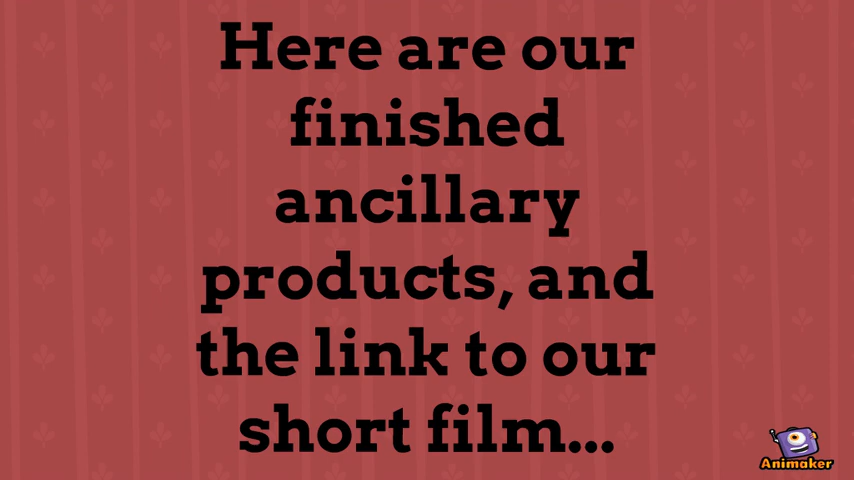 Here are our
finished
ancillary
products, and
the link to our
short film...
Animaker